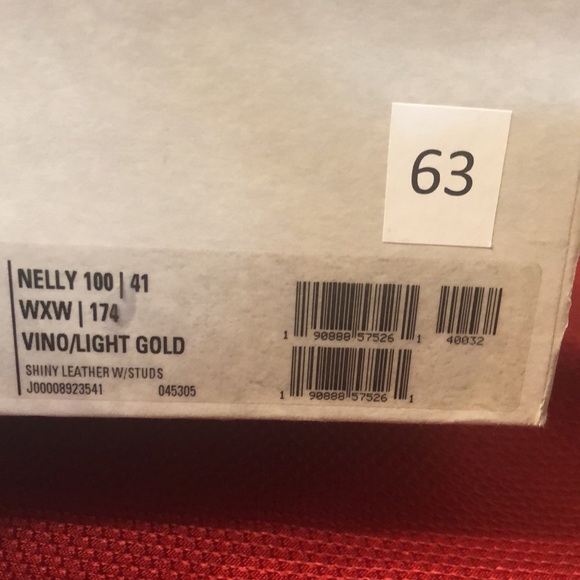 63
NELLY 100 | 41
WXW | 174
VINO/LIGHT GOLD
SHINY LEATHER W/STUDS
J00008923541 045305
1 90888 57526 1 40032
1 90888 57526 1